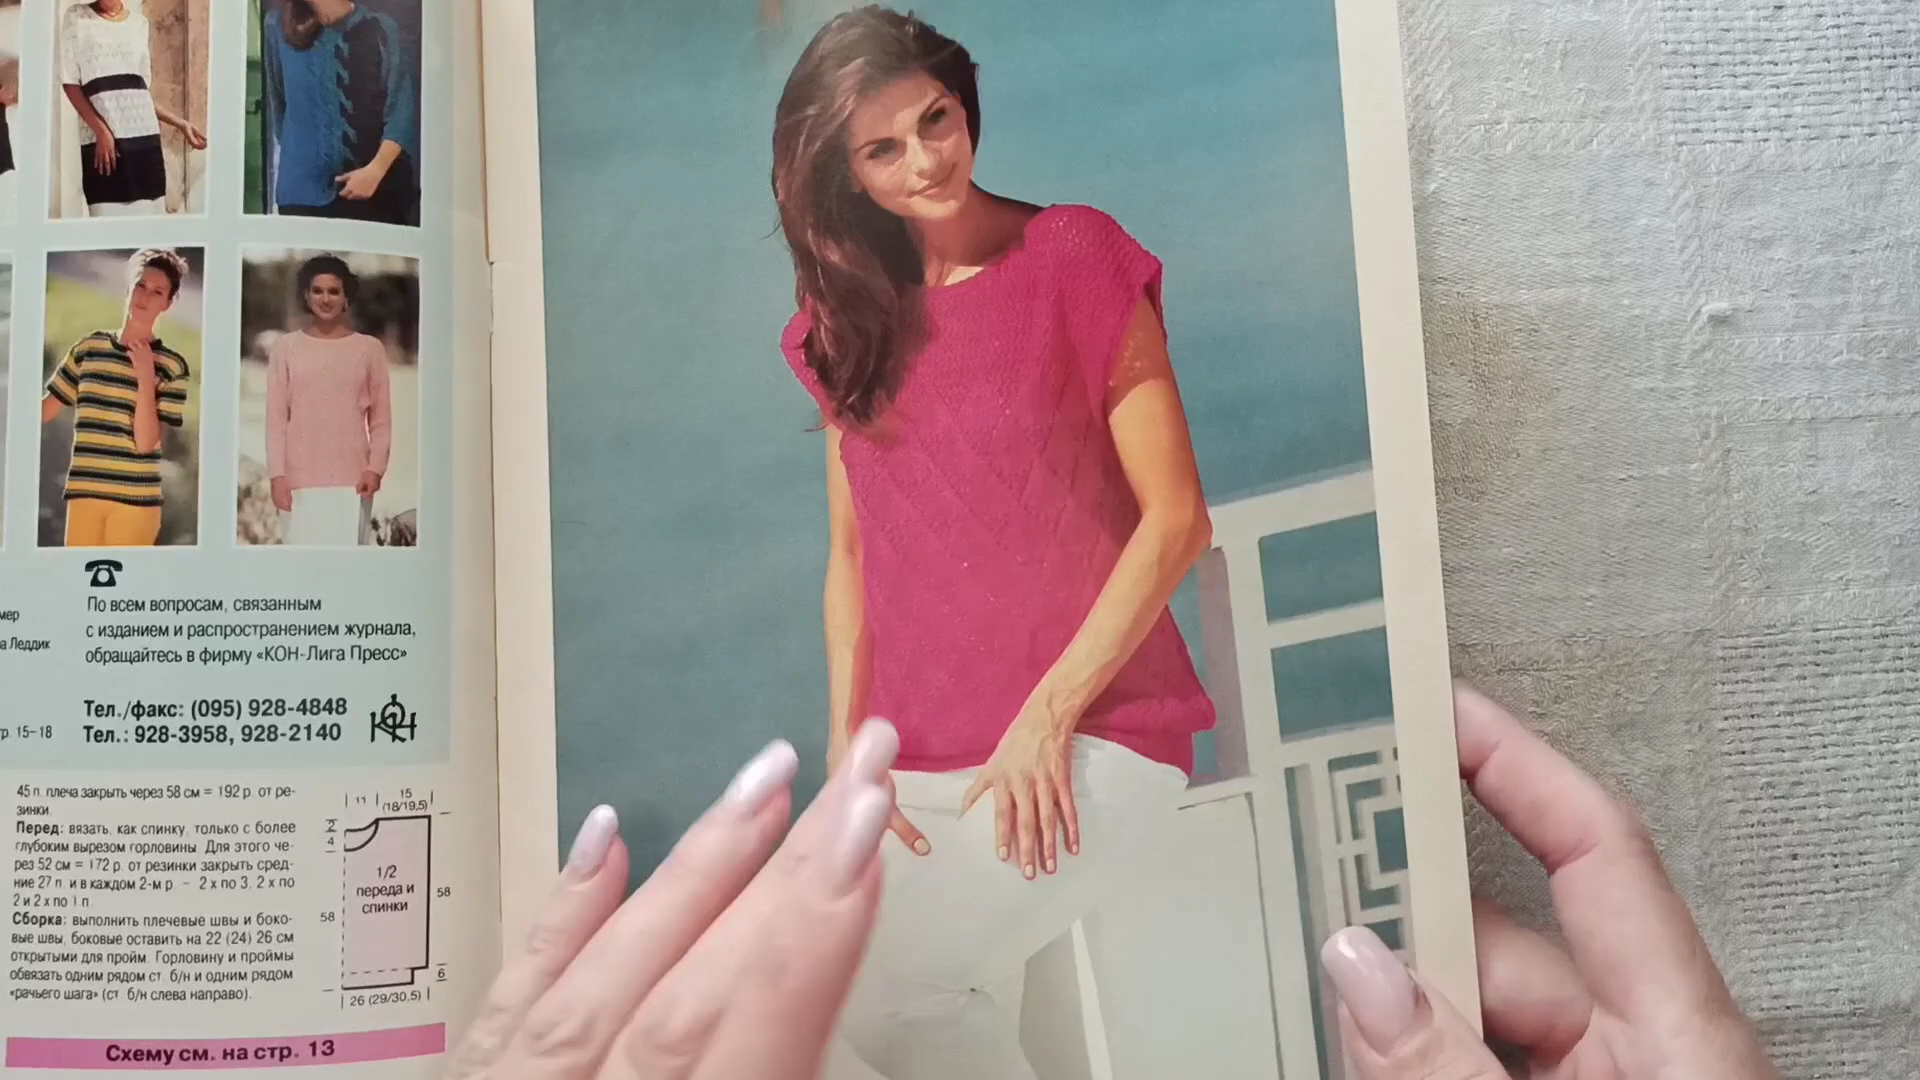 По всем вопросам, связанным
с изданием и распространением журнала,
обращайтесь в фирму «КОН-Лига Пресс»
Тел./факс: (095) 928-4848
Тел.: 928-3958, 928-2140
КОН
мер
а Леддик
тр. 15-18
45 п. плеча закрыть через 58 см = 192 р. от ре-
зинки.
Перед: вязать, как спинку, только с более
глубоким вырезом горловины. Для этого че-
рез 52 см = 172 р. от резинки закрыть сред-
ние 27 п. и в каждом 2-м р. - 2 х по 3, 2 х по
2 и 2 х по 1 п.
Сборка: выполнить плечевые швы и боко-
вые швы, боковые оставить на 22 (24) 26 см
открытыми для пройм. Горловину и проймы
обвязать одним рядом ст. б/н и одним рядом
«рачьего шага» (ст. б/н слева направо).
11 15
(18/19,5)
2
4
1/2
переда и
спинки
58
58
6
26 (29/30,5)
Схему см. на стр. 13